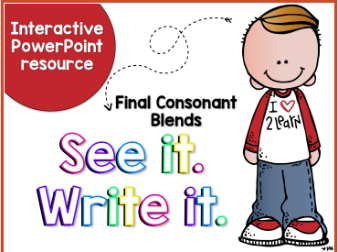 Interactive
PowerPoint
resource
Final Consonant
Blends
See it.
Write it.
I ♥
2 LeaRN